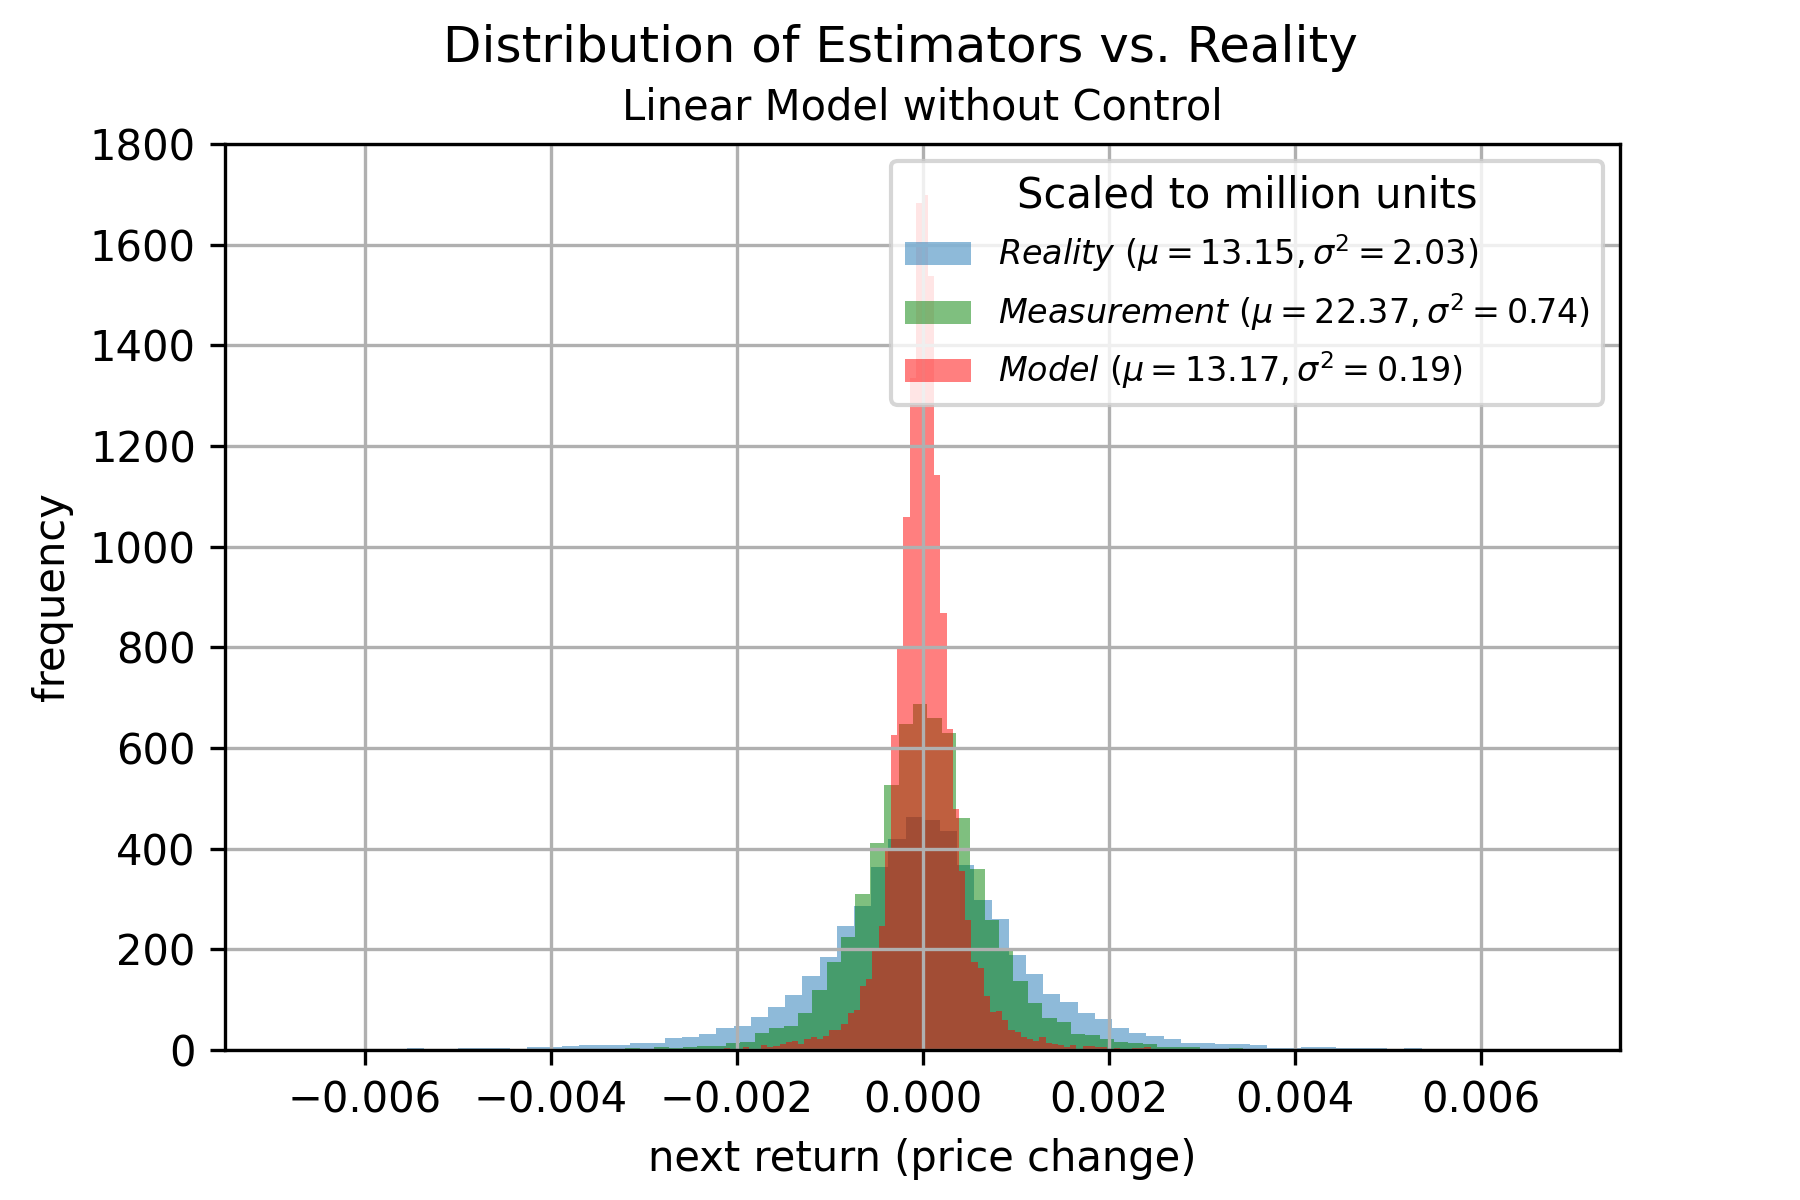 Distribution of Estimators vs. Reality
Linear Model without Control
1800
1600
1400
1200
1000
800
600
400
200
0
frequency
Scaled to million units
Reality (μ = 13.15, σ² = 2.03)
Measurement (μ = 22.37, σ² = 0.74)
Model (μ = 13.17, σ² = 0.19)
−0.006 −0.004 −0.002 0.000 0.002 0.004 0.006
next return (price change)